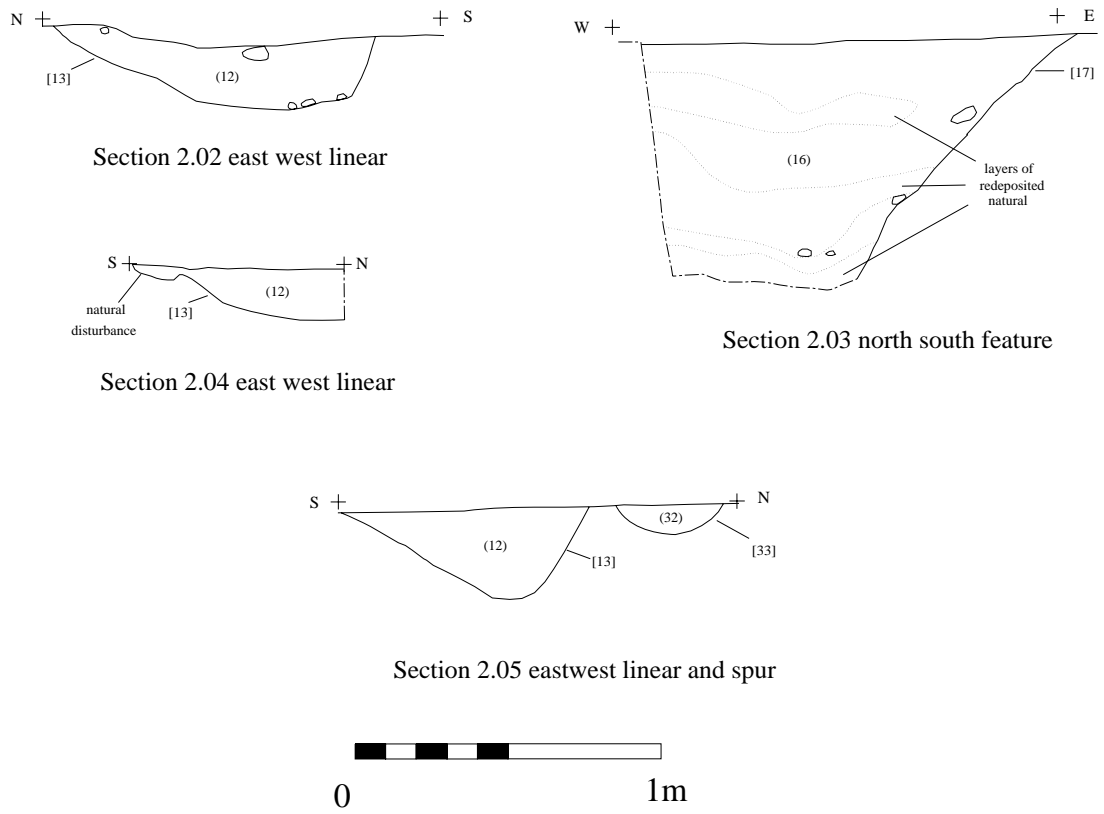 N
S
[13]
(12)
Section 2.02 east west linear
W
E
[17]
(16)
layers of
redeposited
natural
Section 2.03 north south feature
S
N
natural
disturbance
[13]
(12)
Section 2.04 east west linear
S
N
(12)
[13]
(32)
[33]
Section 2.05 eastwest linear and spur
0
1m